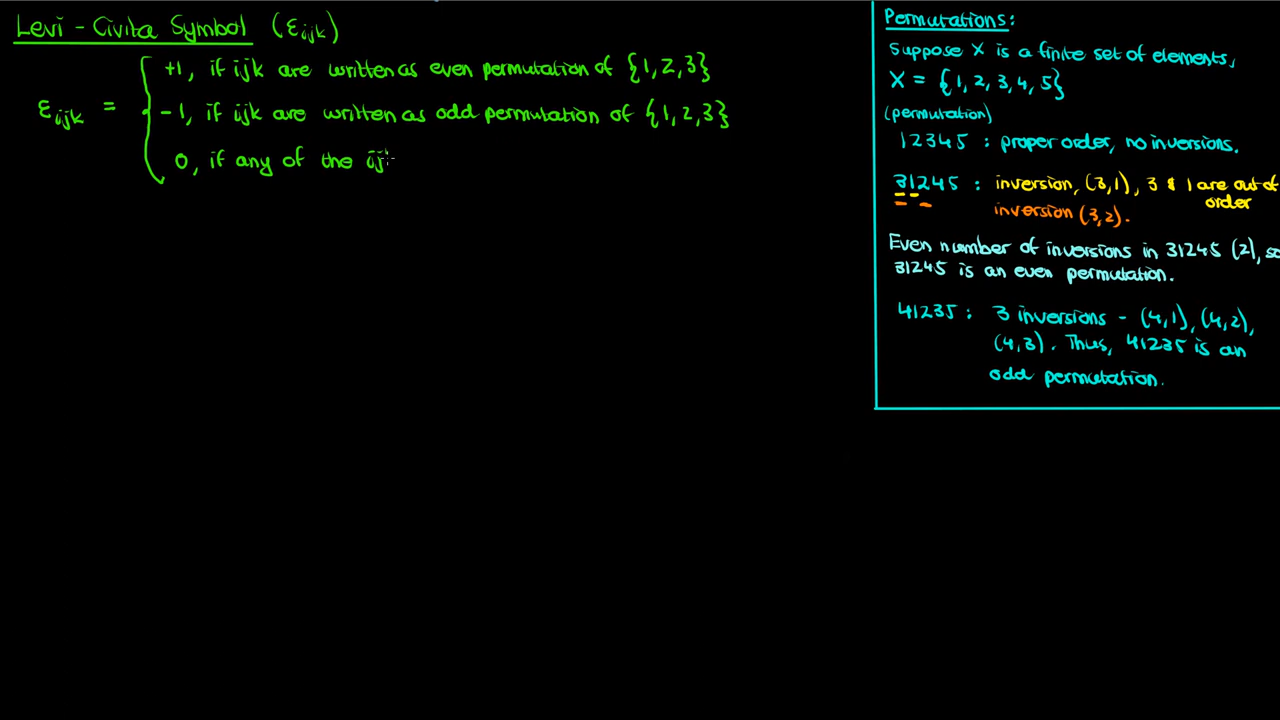 Levi - Civita Symbol (εijk)
εijk =
+1, if ijk are written as even permutation of {1, 2, 3}
-1, if ijk are written as odd permutation of {1, 2, 3}
0, if any of the ij
Permutations:
Suppose X is a finite set of elements,
X = {1, 2, 3, 4, 5}
(permutation)
12345 : proper order, no inversions.
31245 : inversion, (3,1), 3 & 1 are out of
order
inversion (3,2).
Even number of inversions in 31245 (2), so
31245 is an even permutation.
41235 : 3 inversions - (4,1), (4,2),
(4,3). Thus, 41235 is an
odd permutation.